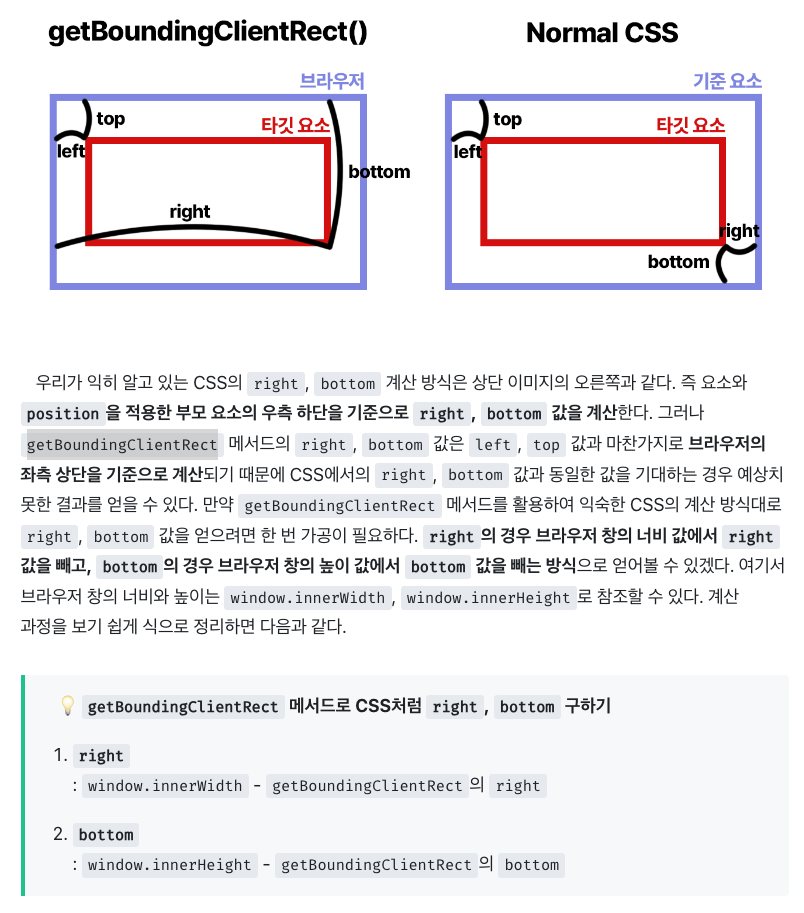 getBoundingClientRect()
Normal CSS
브라우저
기준 요소
top
타깃 요소
left
bottom
right
top
타깃 요소
left
right
bottom
우리가 익히 알고 있는 CSS의 right, bottom 계산 방식은 상단 이미지의 오른쪽과 같다. 즉 요소와
position을 적용한 부모 요소의 우측 하단을 기준으로 right, bottom 값을 계산한다. 그러나
getBoundingClientRect 메서드의 right, bottom 값은 left, top 값과 마찬가지로 브라우저의
좌측 상단을 기준으로 계산되기 때문에 CSS에서의 right, bottom 값과 동일한 값을 기대하는 경우 예상치
못한 결과를 얻을 수 있다. 만약 getBoundingClientRect 메서드를 활용하여 익숙한 CSS의 계산 방식대로
right, bottom 값을 얻으려면 한 번 가공이 필요하다. right의 경우 브라우저 창의 너비 값에서 right
값을 빼고, bottom의 경우 브라우저 창의 높이 값에서 bottom 값을 빼는 방식으로 얻어볼 수 있겠다. 여기서
브라우저 창의 너비와 높이는 window.innerWidth, window.innerHeight로 참조할 수 있다. 계산
과정을 보기 쉽게 식으로 정리하면 다음과 같다.
💡 getBoundingClientRect 메서드로 CSS처럼 right, bottom 구하기
1. right
: window.innerWidth - getBoundingClientRect의 right
2. bottom
: window.innerHeight - getBoundingClientRect의 bottom